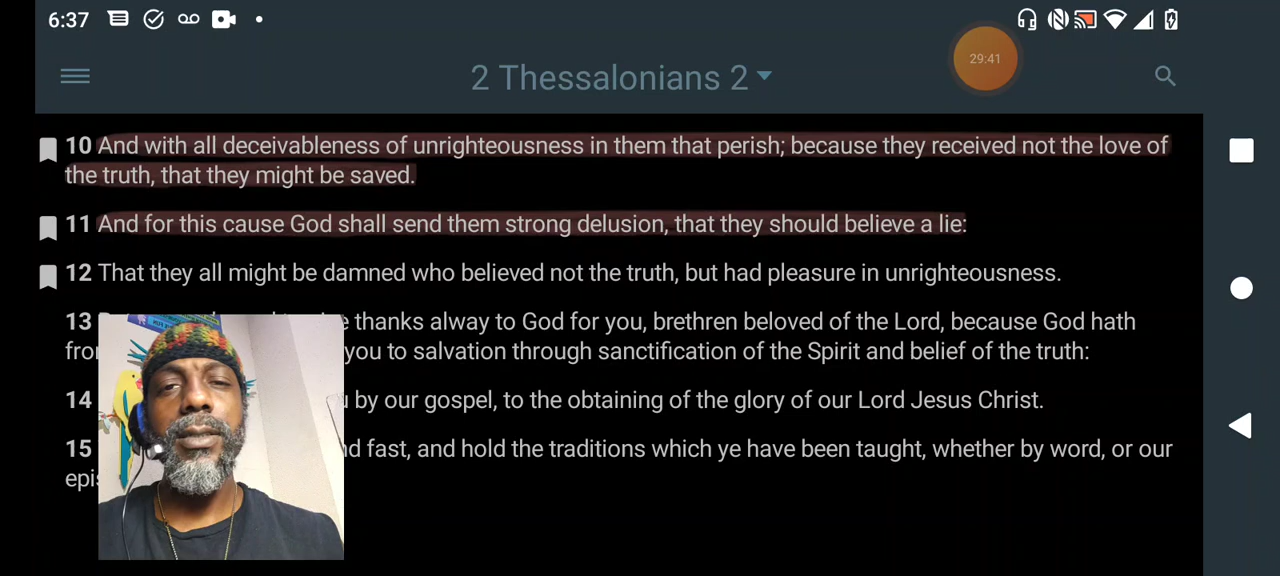 6:37
29:41
2 Thessalonians 2
10 And with all deceivableness of unrighteousness in them that perish; because they received not the love of
the truth, that they might be saved.
11 And for this cause God shall send them strong delusion, that they should believe a lie:
12 That they all might be damned who believed not the truth, but had pleasure in unrighteousness.
13 thanks alway to God for you, brethren beloved of the Lord, because God hath
you to salvation through sanctification of the Spirit and belief of the truth:
14 by our gospel, to the obtaining of the glory of our Lord Jesus Christ.
15 fast, and hold the traditions which ye have been taught, whether by word, or our